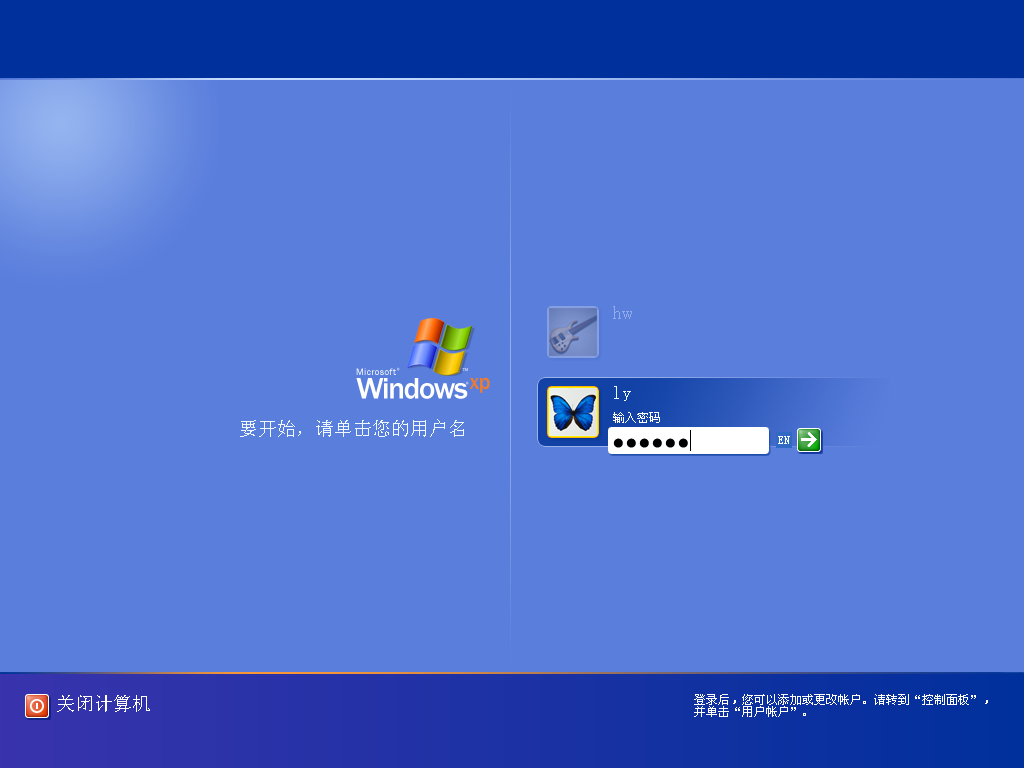 Microsoft®
Windows xp™
要开始，请单击您的用户名
hw
ly
输入密码
●●●●●●
EN
关闭计算机
登录后，您可以添加或更改帐户。请转到“控制面板”，
并单击“用户帐户”。